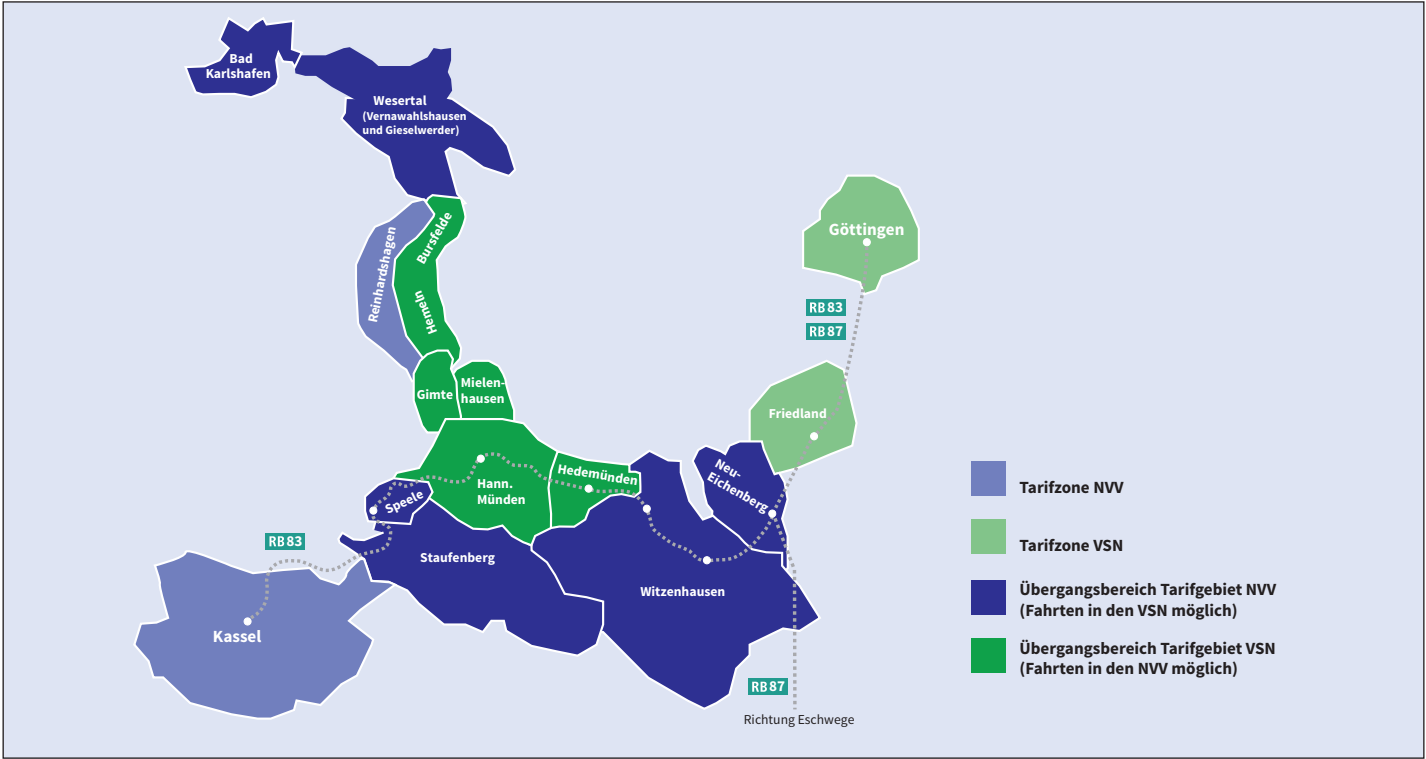 Bad
Karlshafen
Wesertal
(Vernawahlshausen
und Gieselwerder)
Reinhardshagen
Bursfelde
Hemeln
Göttingen
RB83
RB87
Gimte
Mielen-
hausen
Friedland
Hann.
Münden
Hedemünden
Neu-
Eichenberg
Speele
RB83
Staufenberg
Witzenhausen
Kassel
RB87
Richtung Eschwege
Tarifzone NVV
Tarifzone VSN
Übergangsbereich Tarifgebiet NVV
(Fahrten in den VSN möglich)
Übergangsbereich Tarifgebiet VSN
(Fahrten in den NVV möglich)